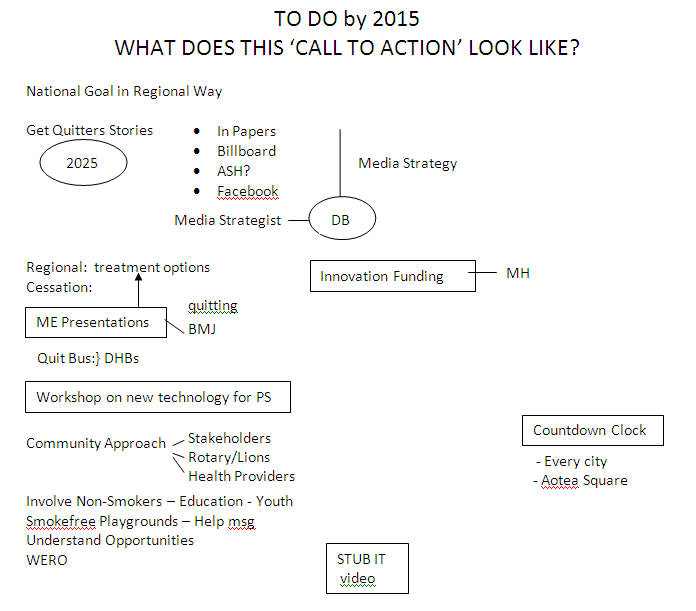 TO DO by 2015
WHAT DOES THIS ‘CALL TO ACTION’ LOOK LIKE?
National Goal in Regional Way
Get Quitters Stories
2025
• In Papers
• Billboard
• ASH?
• Facebook
Media Strategy
Media Strategist
DB
Regional: treatment options
Cessation:
Innovation Funding
MH
ME Presentations
quitting
BMJ
Quit Bus:} DHBs
Workshop on new technology for PS
Community Approach
Stakeholders
Rotary/Lions
Health Providers
Countdown Clock
- Every city
- Aotea Square
Involve Non-Smokers – Education - Youth
Smokefree Playgrounds – Help msg
Understand Opportunities
WERO
STUB IT
video